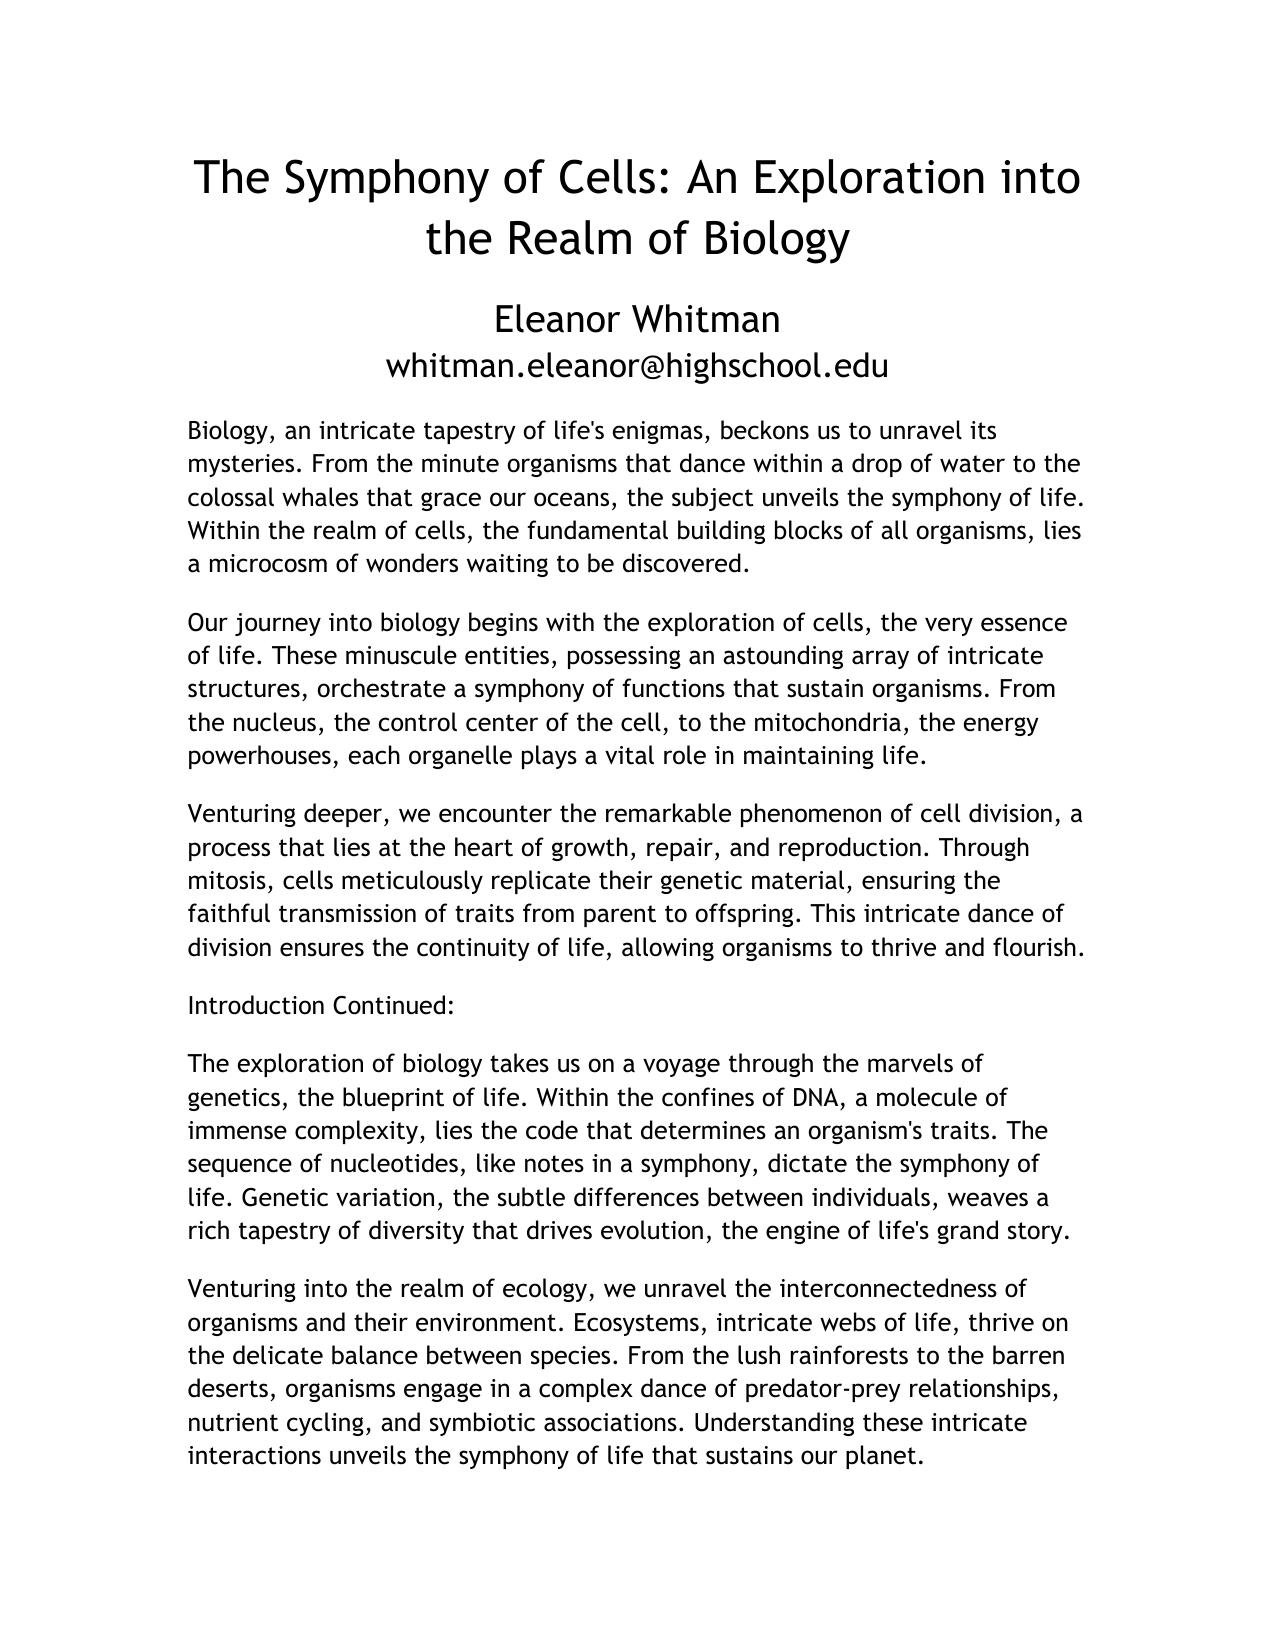 The Symphony of Cells: An Exploration into
the Realm of Biology
Eleanor Whitman
whitman.eleanor@highschool.edu
Biology, an intricate tapestry of life's enigmas, beckons us to unravel its
mysteries. From the minute organisms that dance within a drop of water to the
colossal whales that grace our oceans, the subject unveils the symphony of life.
Within the realm of cells, the fundamental building blocks of all organisms, lies
a microcosm of wonders waiting to be discovered.
Our journey into biology begins with the exploration of cells, the very essence
of life. These minuscule entities, possessing an astounding array of intricate
structures, orchestrate a symphony of functions that sustain organisms. From
the nucleus, the control center of the cell, to the mitochondria, the energy
powerhouses, each organelle plays a vital role in maintaining life.
Venturing deeper, we encounter the remarkable phenomenon of cell division, a
process that lies at the heart of growth, repair, and reproduction. Through
mitosis, cells meticulously replicate their genetic material, ensuring the
faithful transmission of traits from parent to offspring. This intricate dance of
division ensures the continuity of life, allowing organisms to thrive and flourish.
Introduction Continued:
The exploration of biology takes us on a voyage through the marvels of
genetics, the blueprint of life. Within the confines of DNA, a molecule of
immense complexity, lies the code that determines an organism's traits. The
sequence of nucleotides, like notes in a symphony, dictate the symphony of
life. Genetic variation, the subtle differences between individuals, weaves a
rich tapestry of diversity that drives evolution, the engine of life's grand story.
Venturing into the realm of ecology, we unravel the interconnectedness of
organisms and their environment. Ecosystems, intricate webs of life, thrive on
the delicate balance between species. From the lush rainforests to the barren
deserts, organisms engage in a complex dance of predator-prey relationships,
nutrient cycling, and symbiotic associations. Understanding these intricate
interactions unveils the symphony of life that sustains our planet.